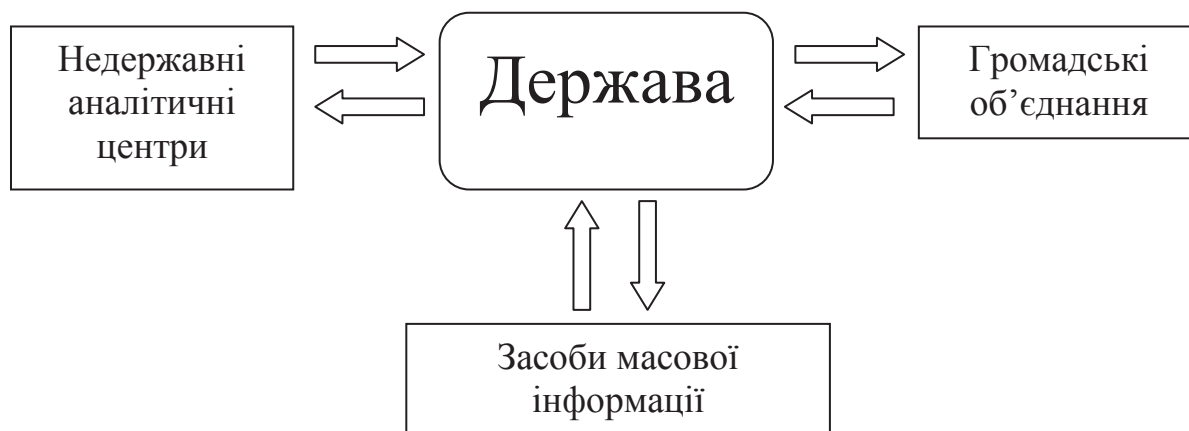 Недержавні
аналітичні
центри
Держава
Громадські
об’єднання
Засоби масової
інформації